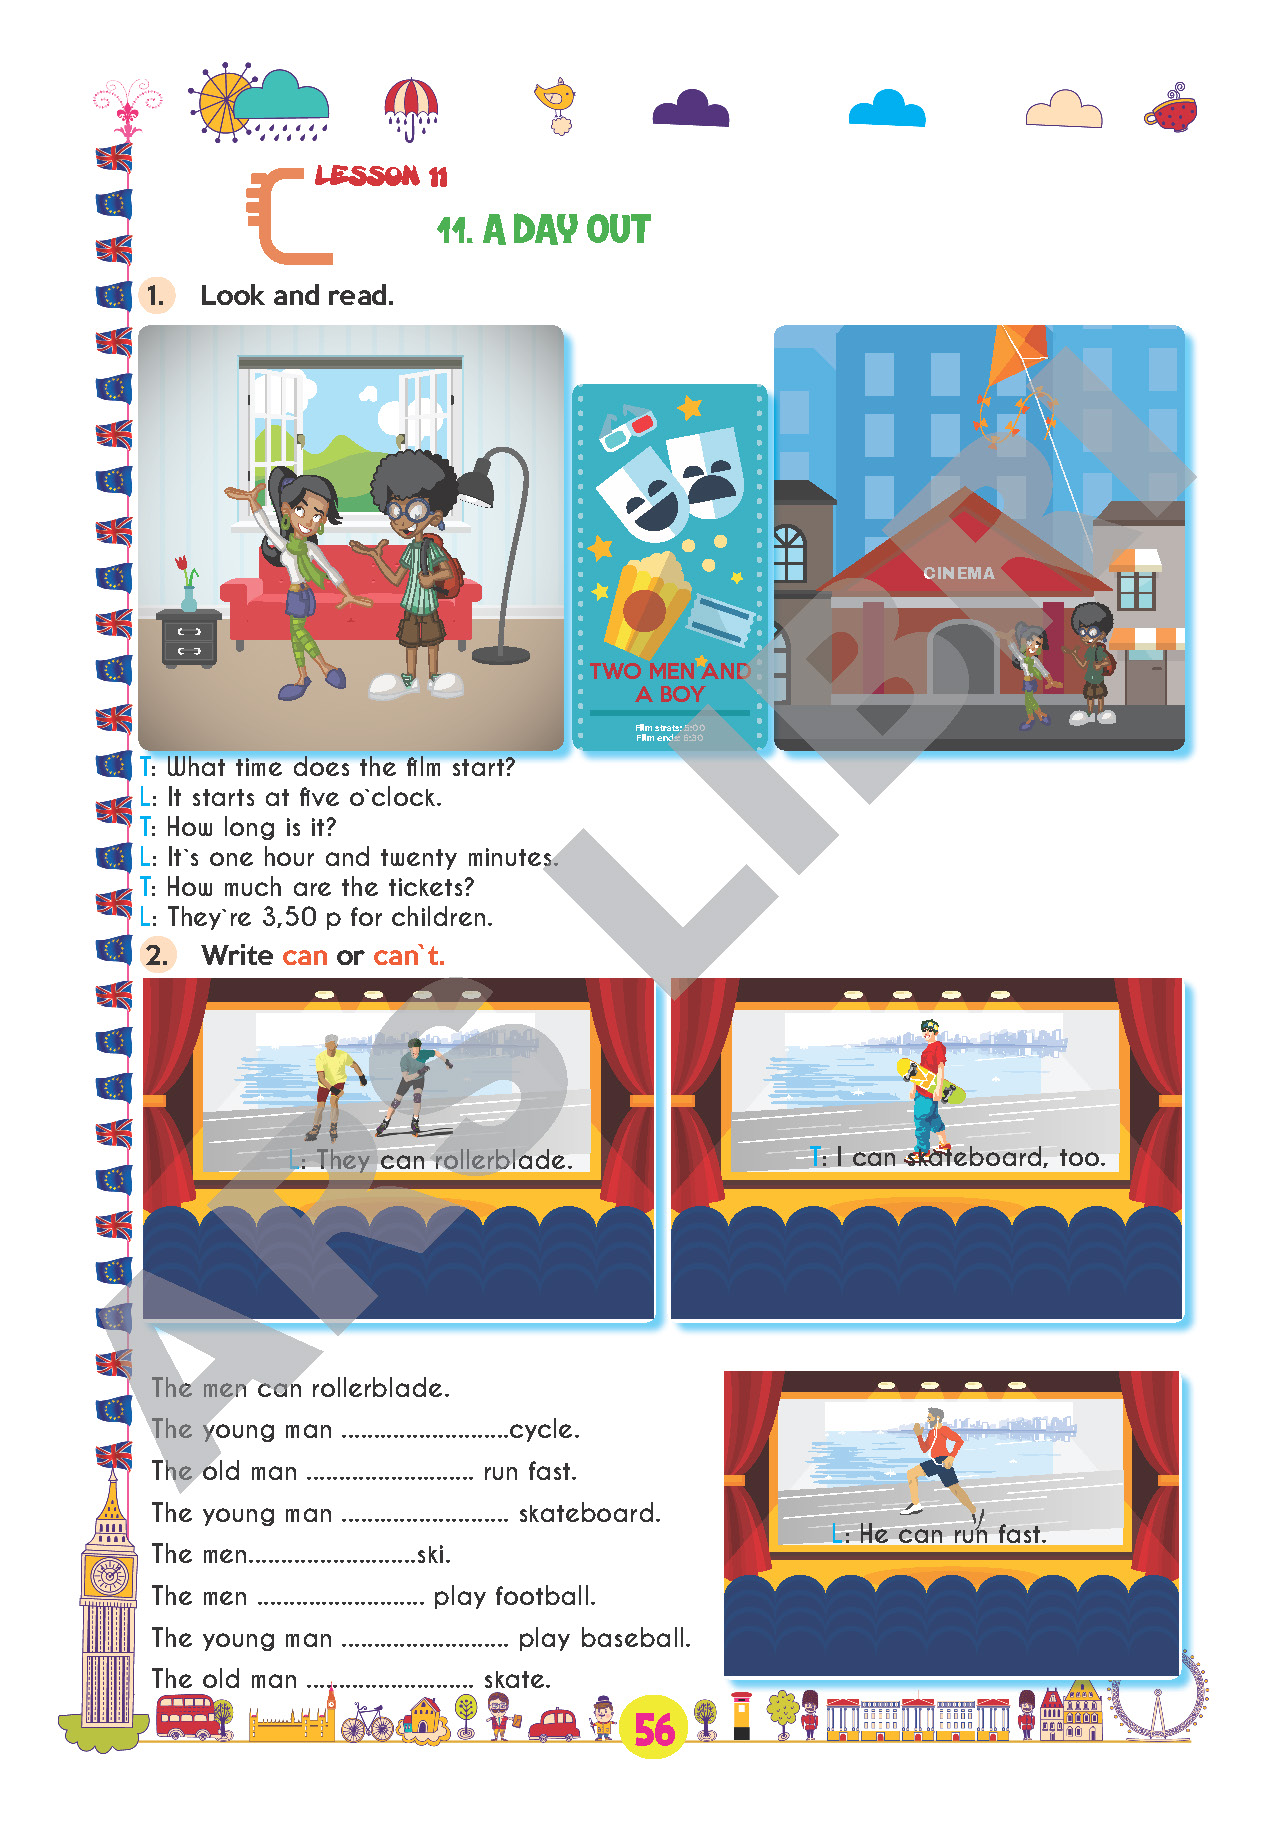 LESSON 11
11. A DAY OUT
1. Look and read.
TWO MEN AND
A BOY
Film strats: 5:00
Film ends: 6:30
CINEMA
T: What time does the film start?
L: It starts at five o`clock.
T: How long is it?
L: It`s one hour and twenty minutes.
T: How much are the tickets?
L: They`re 3,50 p for children.
2. Write can or can`t.
L: They can rollerblade.
T: I can skateboard, too.
The men can rollerblade.
The young man ..........................cycle.
The old man .......................... run fast.
The young man .......................... skateboard.
The men..........................ski.
The men .......................... play football.
The young man .......................... play baseball.
The old man .......................... skate.
L: He can run fast.
56
ARS LIBRI